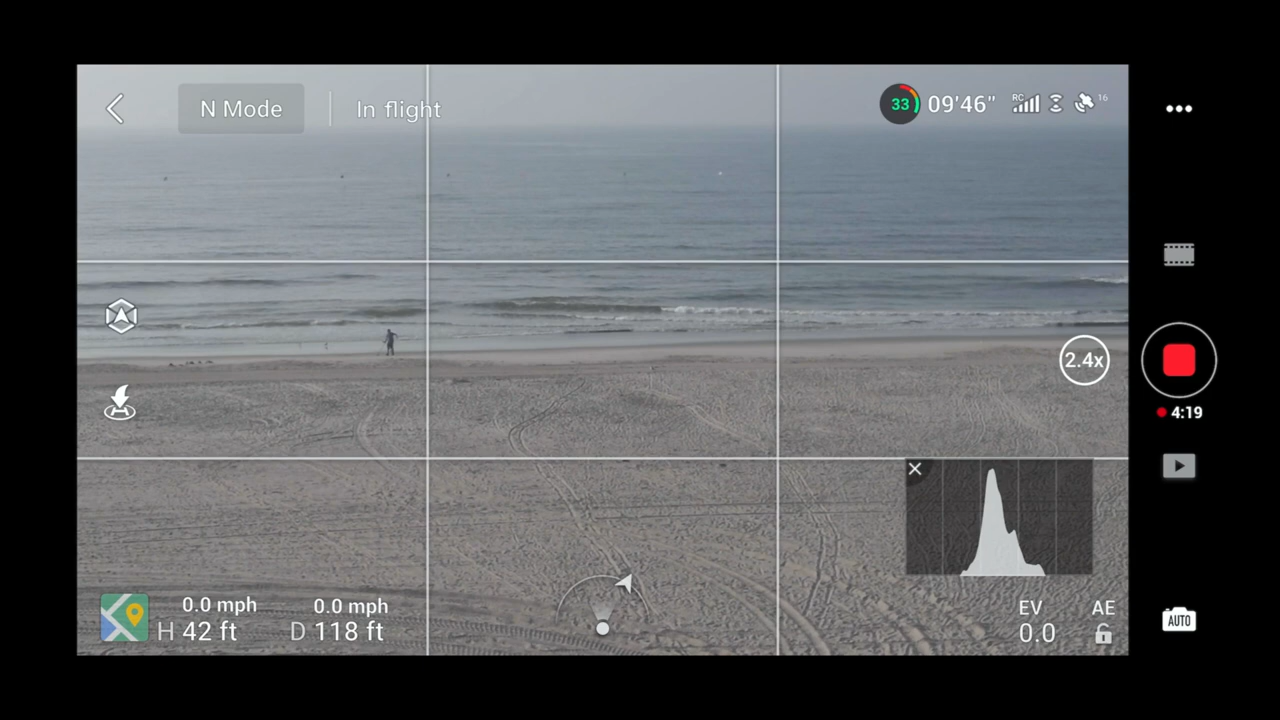 N Mode
In flight
33
09'46"
RC
16
2.4x
4:19
0.0 mph
0.0 mph
H 42 ft
D 118 ft
EV
AE
0.0
AUTO